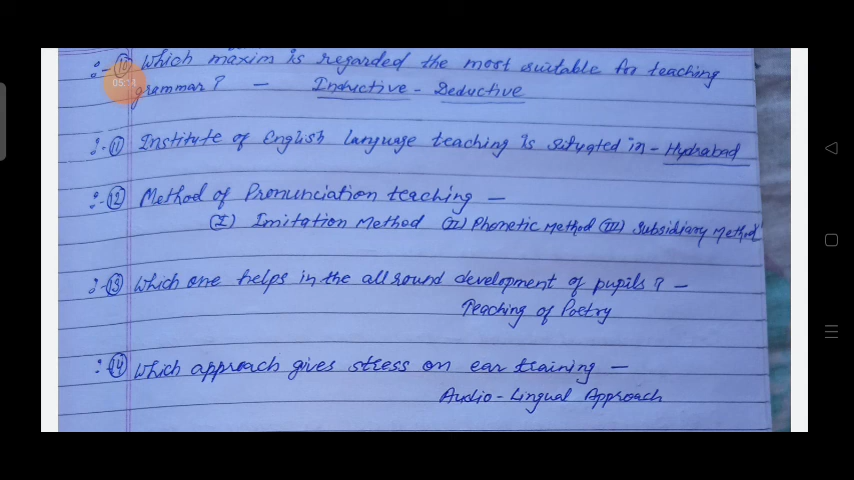 :-(10) Which maxim is regarded the most suitable for teaching
grammar? — Inductive - Deductive
:-(11) Institute of English language teaching is situated in - Hydrabad
:-(12) Method of Pronunciation teaching —
(I) Imitation Method (II) Phonetic Method (III) Subsidiary Method
:-(13) Which one helps in the allround development of pupils? -
Teaching of Poetry
:-(14) Which approach gives stress on ear training —
Audio-Lingual Approach
05:14